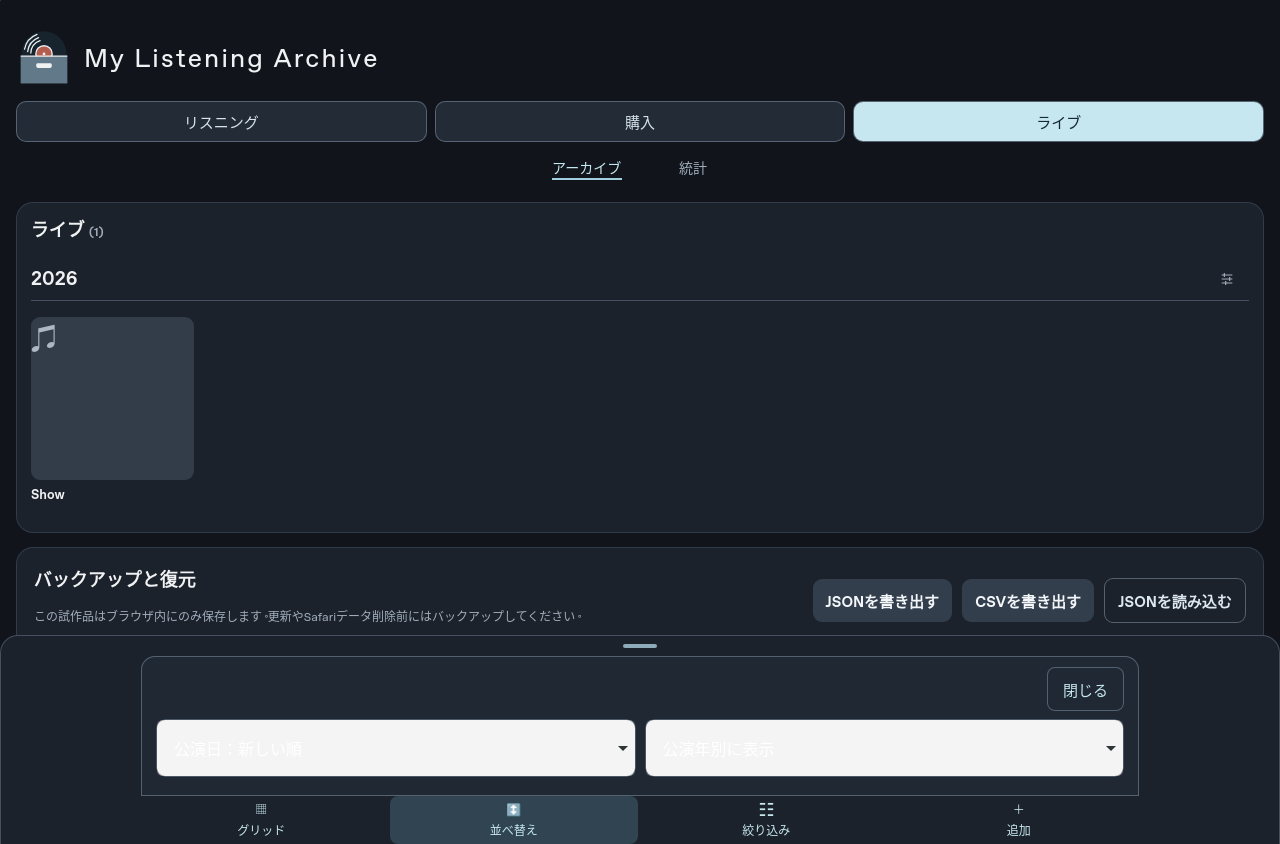 My Listening Archive
リスニング
購入
ライブ
アーカイブ
統計
ライブ (1)
2026
Show
バックアップと復元
この試作品はブラウザ内にのみ保存します。更新やSafariデータ削除前にはバックアップしてください。
JSONを書き出す
CSVを書き出す
JSONを読み込む
閉じる
公演日：新しい順
公演年別に表示
グリッド
並べ替え
絞り込み
追加